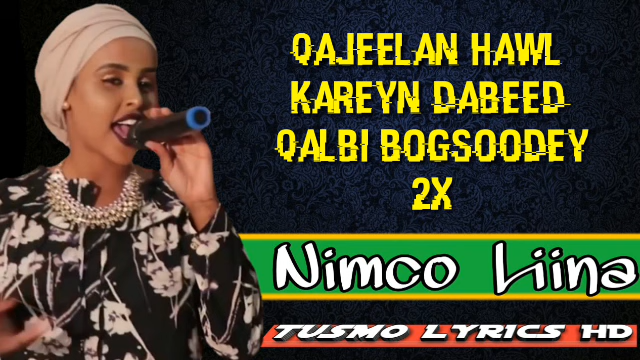 QAJEELAN HAWL
KAREYN DABEED
QALBI BOGSOODEY
2X
Nimco Liina
TUSMO LYRICS HD